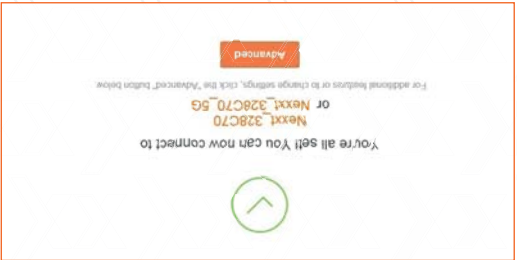 You're all set! You can now connect to
Nexxt_328C70
or Nexxt_328C70_5G
For additional features or to change settings, click the "Advanced" button below
Advanced